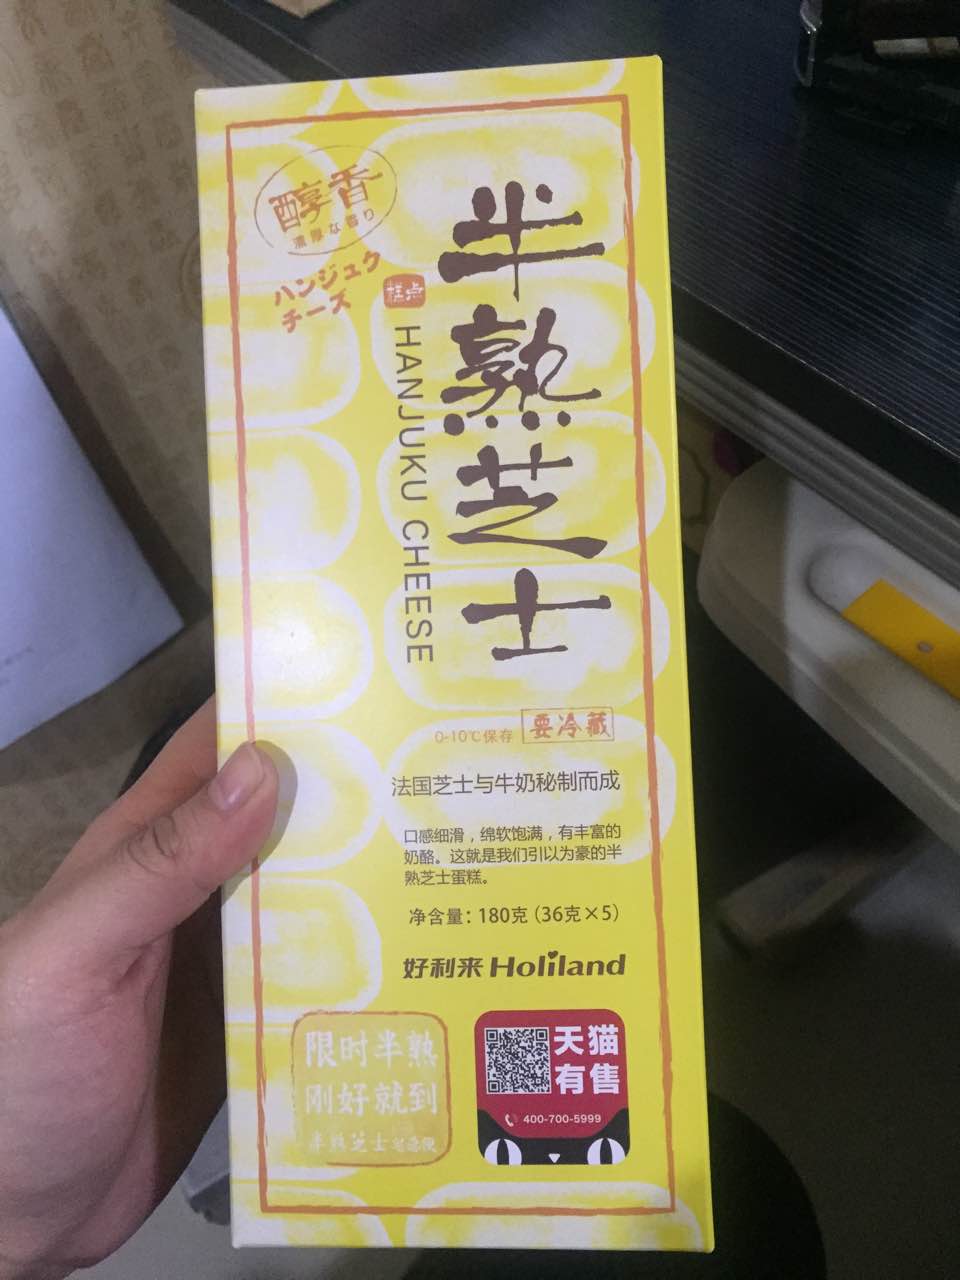 醇香
濃厚な香り
ハンジュク
チーズ
糕点
半熟芝士
HANJUKU CHEESE
0-10℃保存
要冷藏
法国芝士与牛奶秘制而成
口感细滑，绵软饱满，有丰富的
奶酪。这就是我们引以为豪的半
熟芝士蛋糕。
净含量：180克（36克×5）
好利来 Holiland
限时半熟
刚好就到
半熟芝士
天猫
有售
400-700-5999